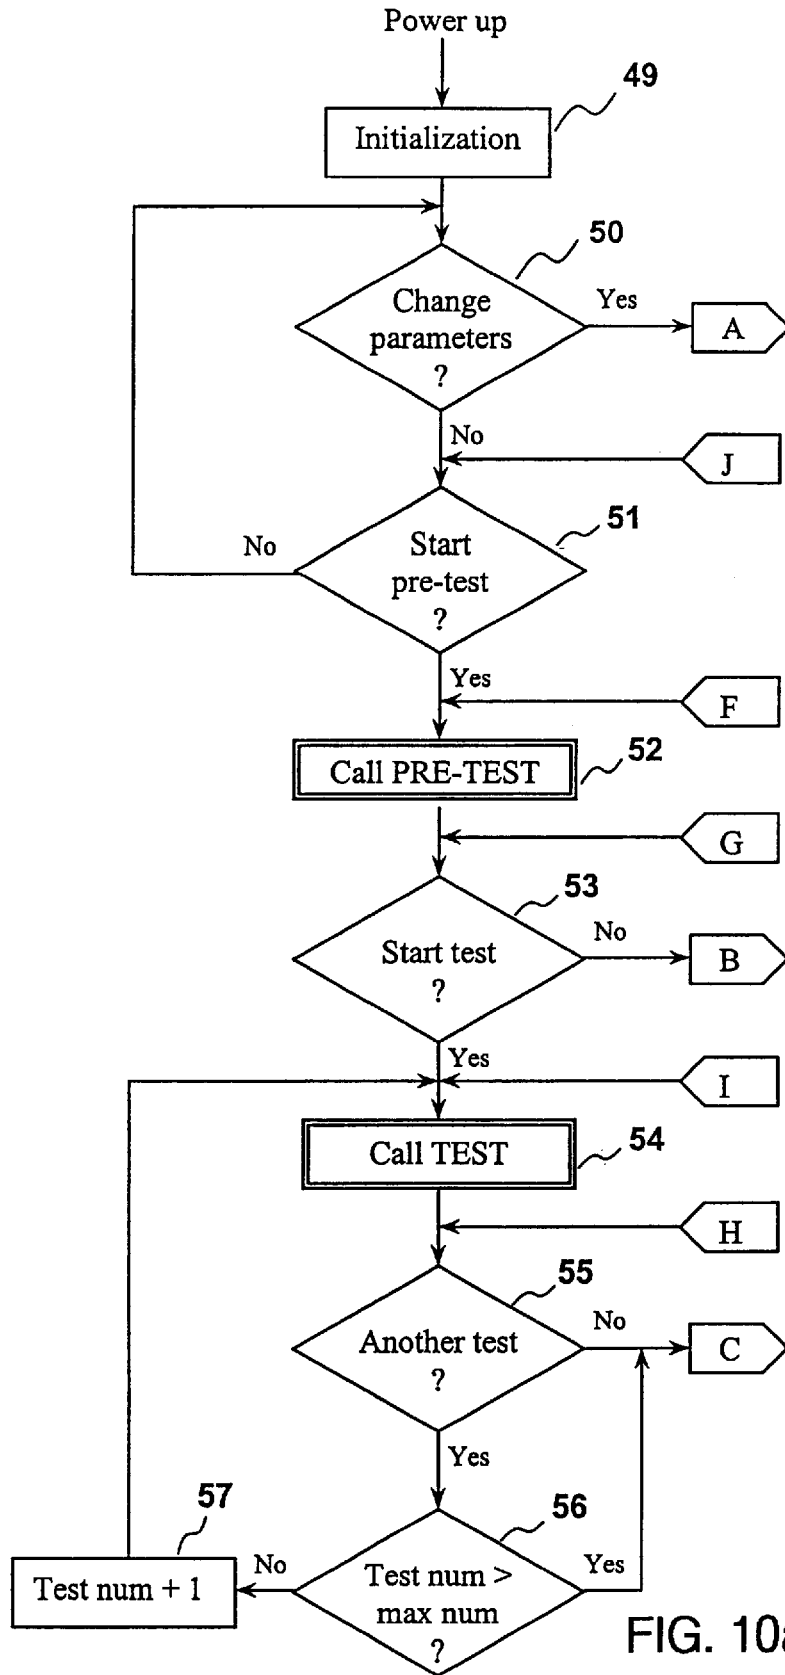 Power up
49
Initialization
50
Change
parameters
?
Yes
A
No
J
51
No
Start
pre-test
?
Yes
F
52
Call PRE-TEST
G
53
Start test
?
No
B
Yes
I
54
Call TEST
H
55
Another test
?
No
C
Yes
57
56
Test num + 1
No
Test num >
max num
?
Yes
FIG. 10a